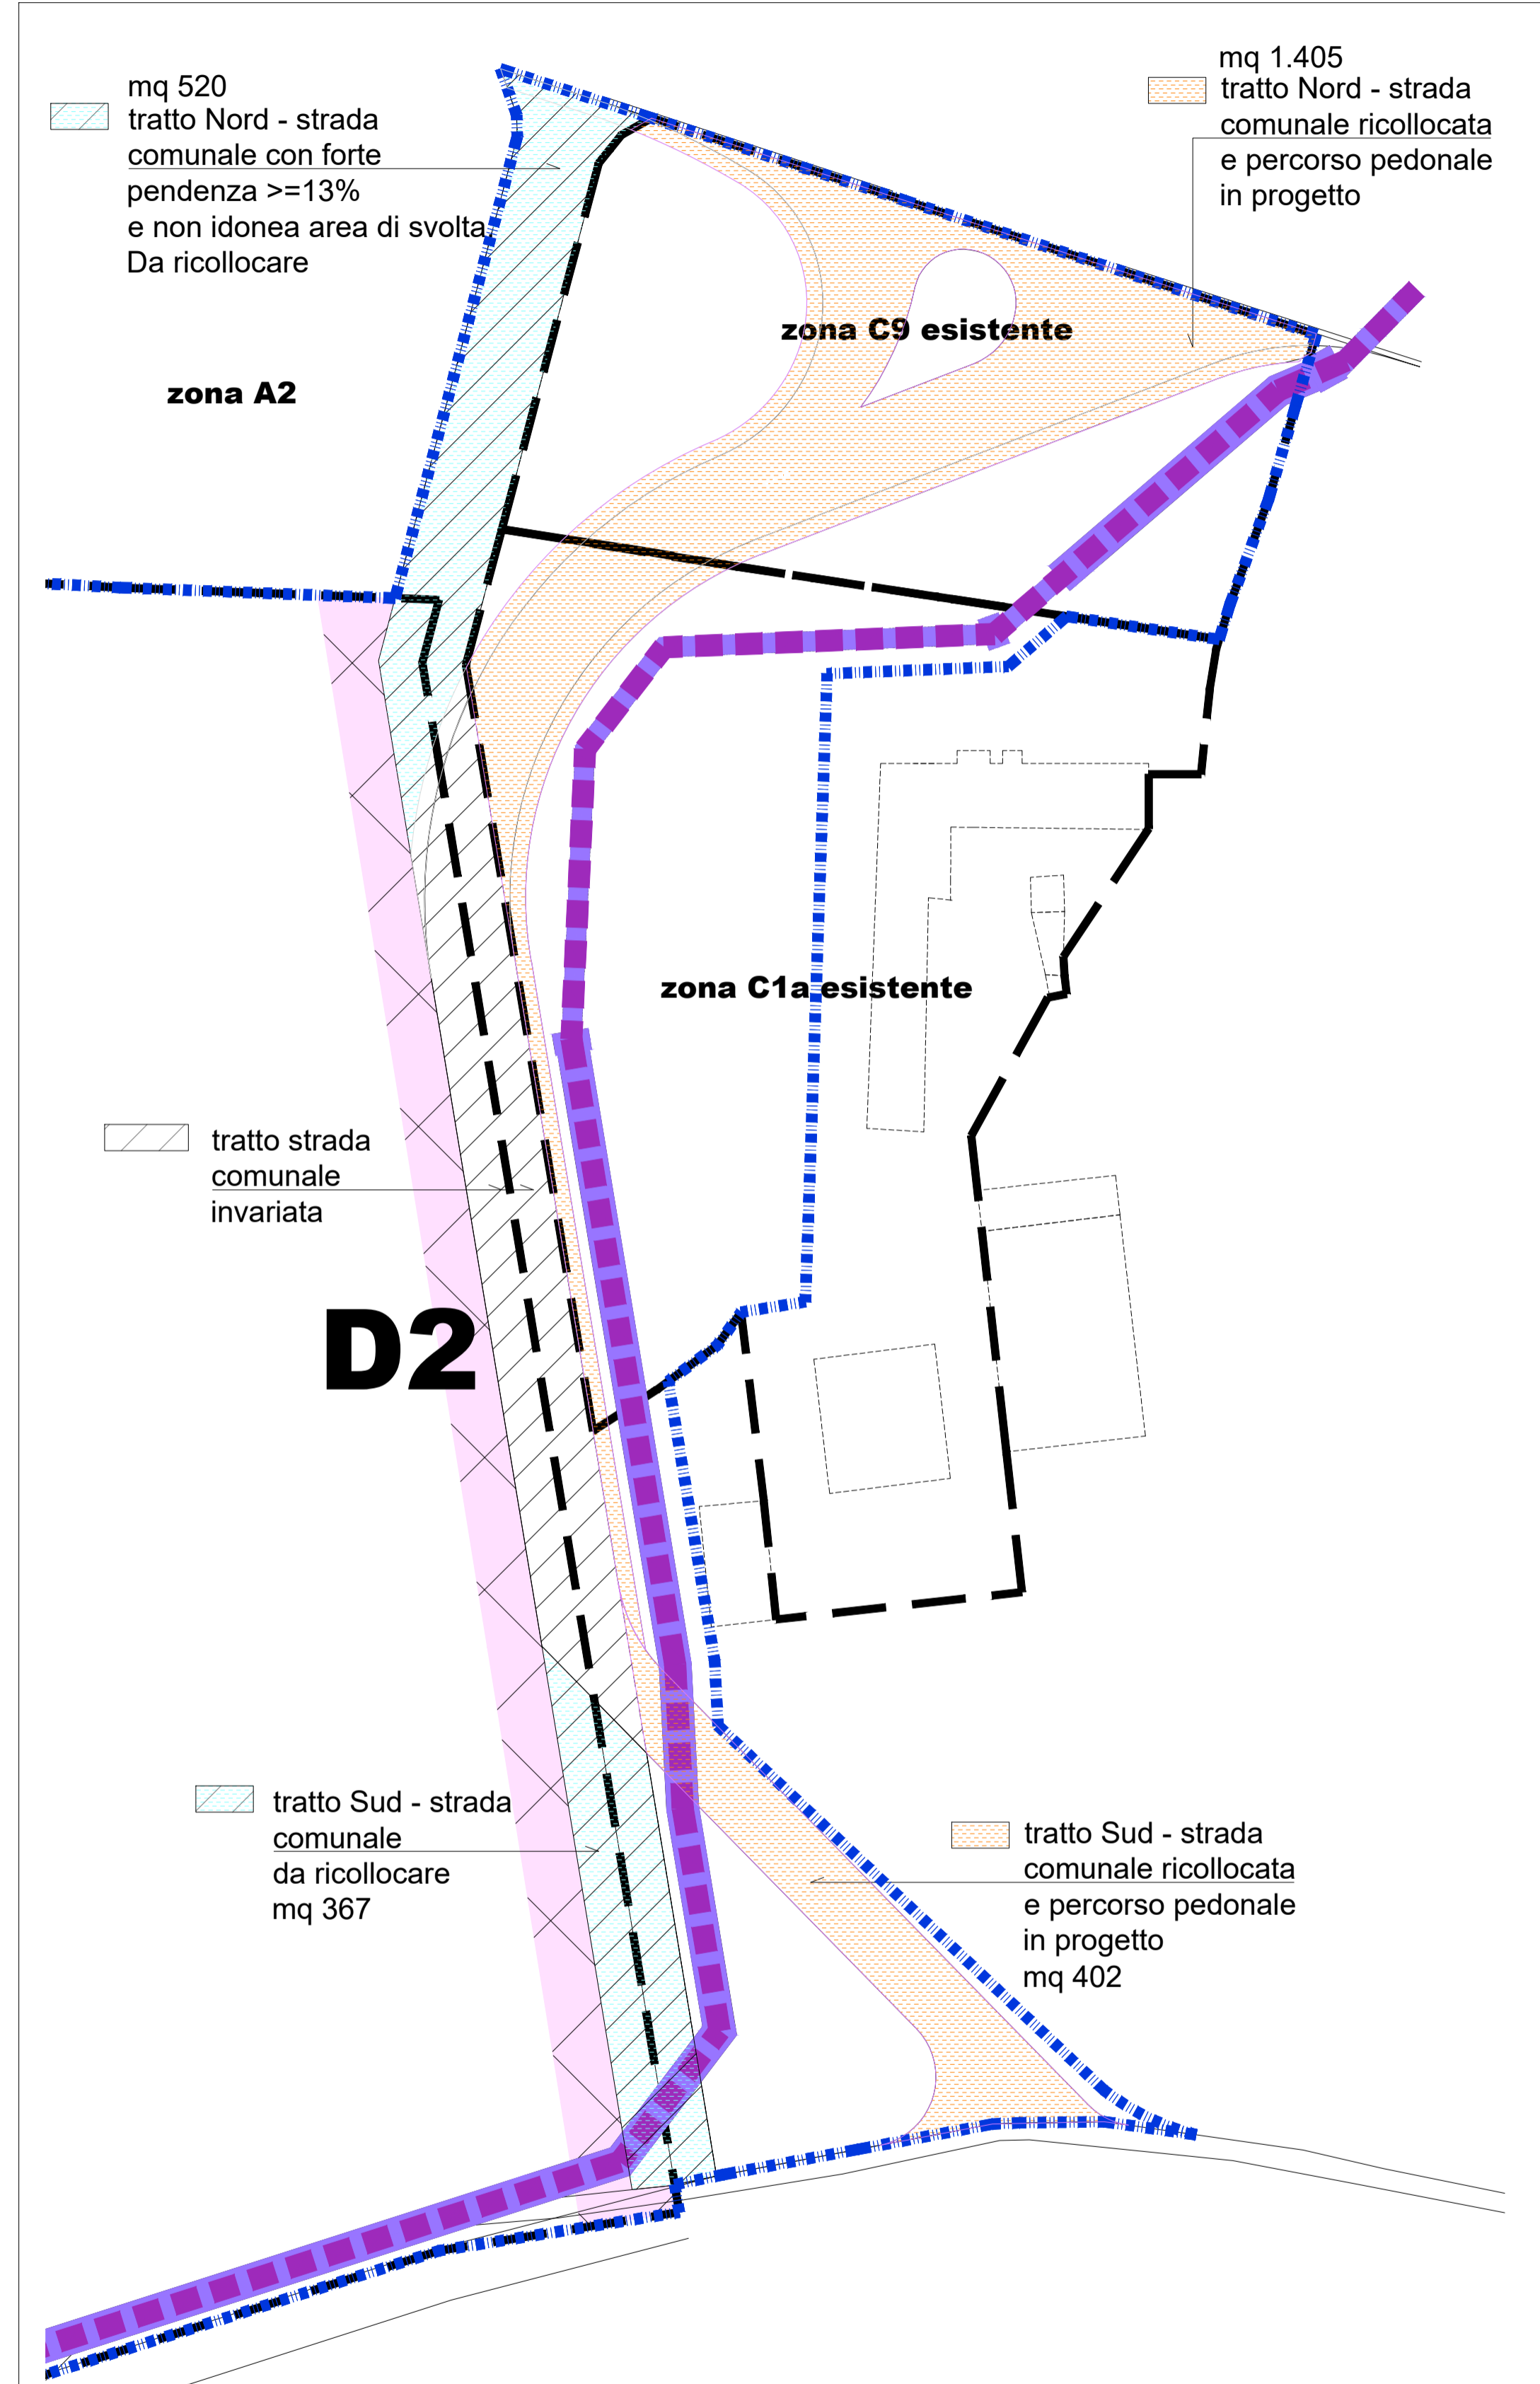 mq 520
tratto Nord - strada
comunale con forte
pendenza >=13%
e non idonea area di svolta.
Da ricollocare
mq 1.405
tratto Nord - strada
comunale ricollocata
e percorso pedonale
in progetto
zona C9 esistente
zona A2
zona C1a esistente
tratto strada
comunale
invariata
D2
tratto Sud - strada
comunale
da ricollocare
mq 367
tratto Sud - strada
comunale ricollocata
e percorso pedonale
in progetto
mq 402